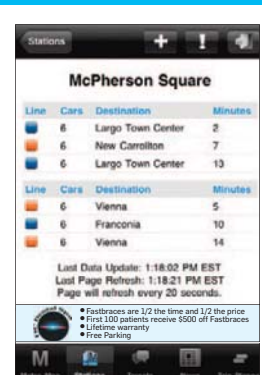 Stations
McPherson Square
Line Cars Destination Minutes
6 Largo Town Center 2
6 New Carrollton 7
6 Largo Town Center 13
Line Cars Destination Minutes
6 Vienna 5
6 Franconia 10
6 Vienna 14
Last Data Update: 1:18:02 PM EST
Last Page Refresh: 1:18:21 PM EST
Page will refresh every 20 seconds.
Fastbraces are 1/2 the time and 1/2 the price
First 100 patients receive $500 off Fastbraces
Lifetime warranty
Free Parking
M